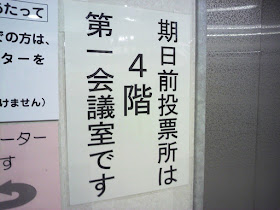 期日前投票所は
4階
第一会議室です
たって
の方は、
ターを
けません）
ーター
す